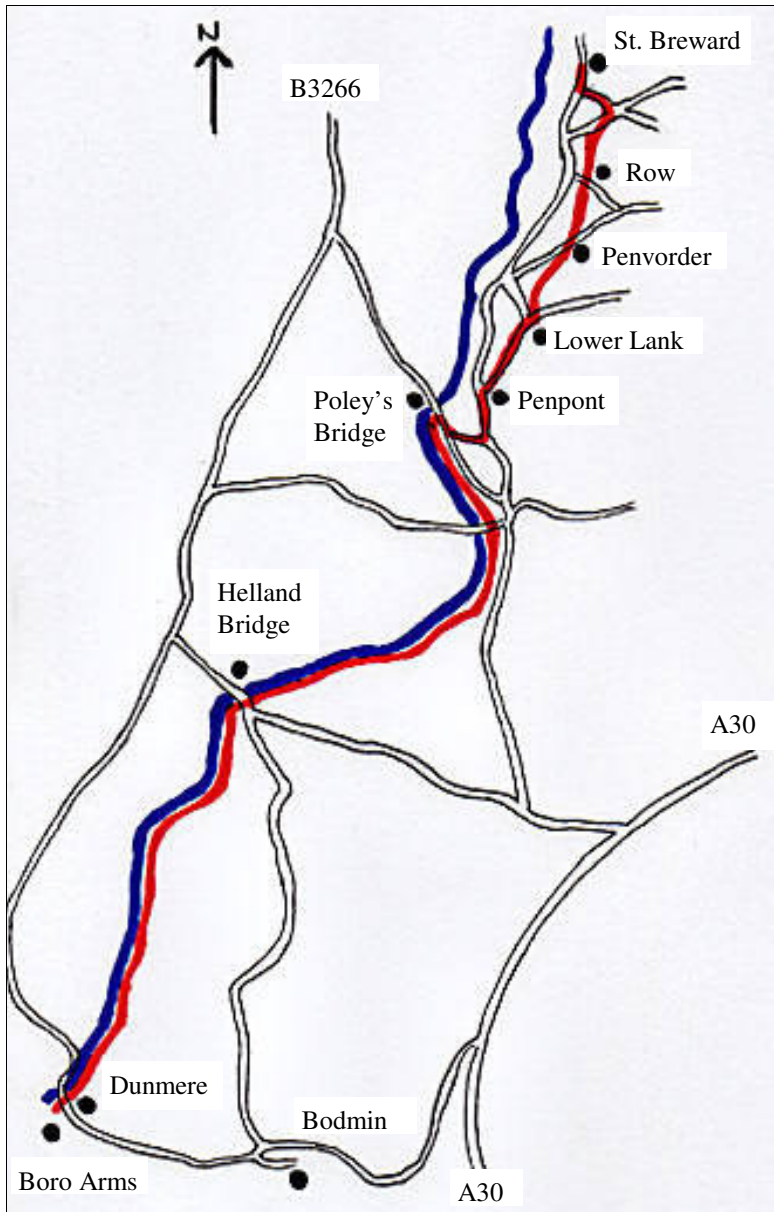 St. Breward
N
B3266
Row
Penvorder
Lower Lank
Poley's
Bridge
Penpont
Helland
Bridge
A30
Dunmere
Bodmin
Boro Arms
A30